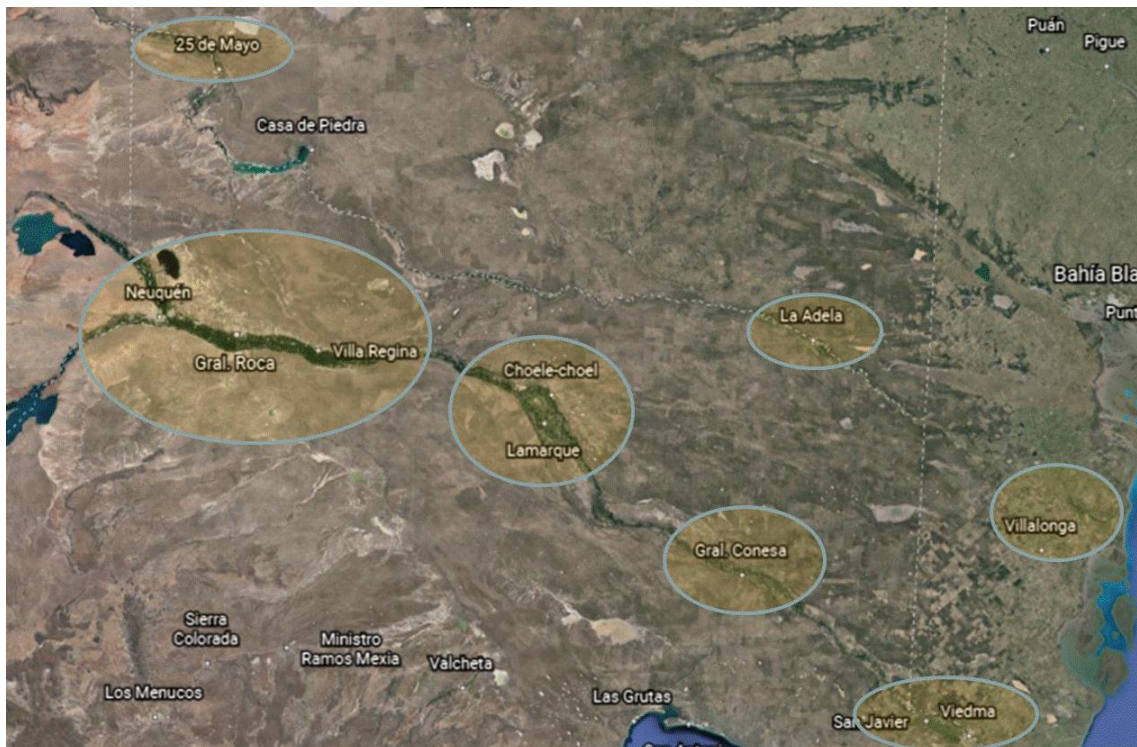 Puán
Pigue
25 de Mayo
Casa de Piedra
Bahía Bla
Punt
Neuquén
La Adela
Gral. Roca
Villa Regina
Choele-choel
Lamarque
Villalonga
Gral. Conesa
Sierra
Colorada
Ministro
Ramos Mexia
Valcheta
Los Menucos
Las Grutas
San Javier
Viedma